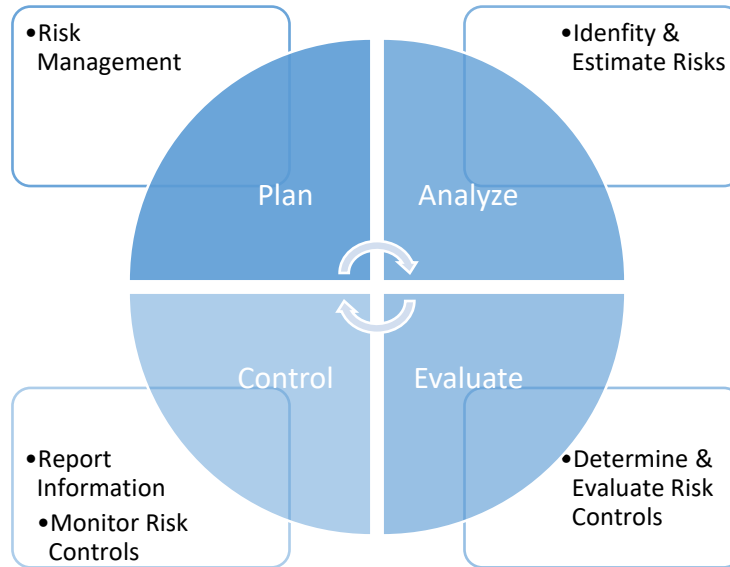 •Risk
Management
•Idenfity &
Estimate Risks
Plan
Analyze
Control
Evaluate
•Report
Information
•Monitor Risk
Controls
•Determine &
Evaluate Risk
Controls